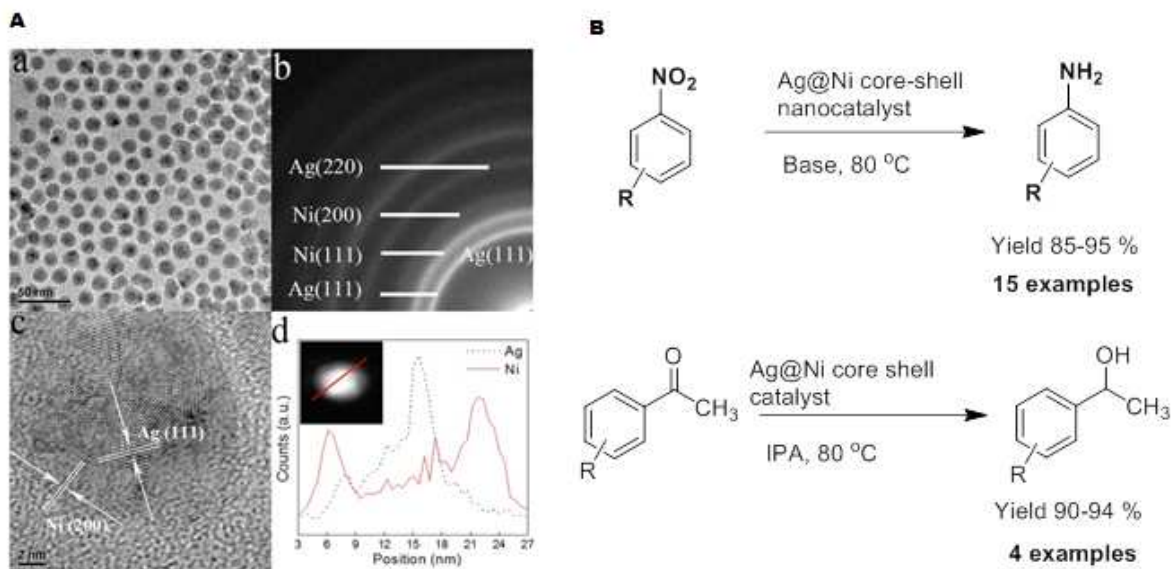 A
a
50 nm
b
Ag(220)
Ni(200)
Ni(111)
Ag(111)
Ag(111)
c
Ag (111)
Ni (200)
2 nm
d
Ag
Ni
Counts (a.u.)
3 6 9 12 15 18 21 24 27
Position (nm)
B
NO2
R
Ag@Ni core-shell
nanocatalyst
Base, 80 °C
NH2
R
Yield 85-95 %
15 examples
O
CH3
R
Ag@Ni core shell
catalyst
IPA, 80 °C
OH
CH3
R
Yield 90-94 %
4 examples